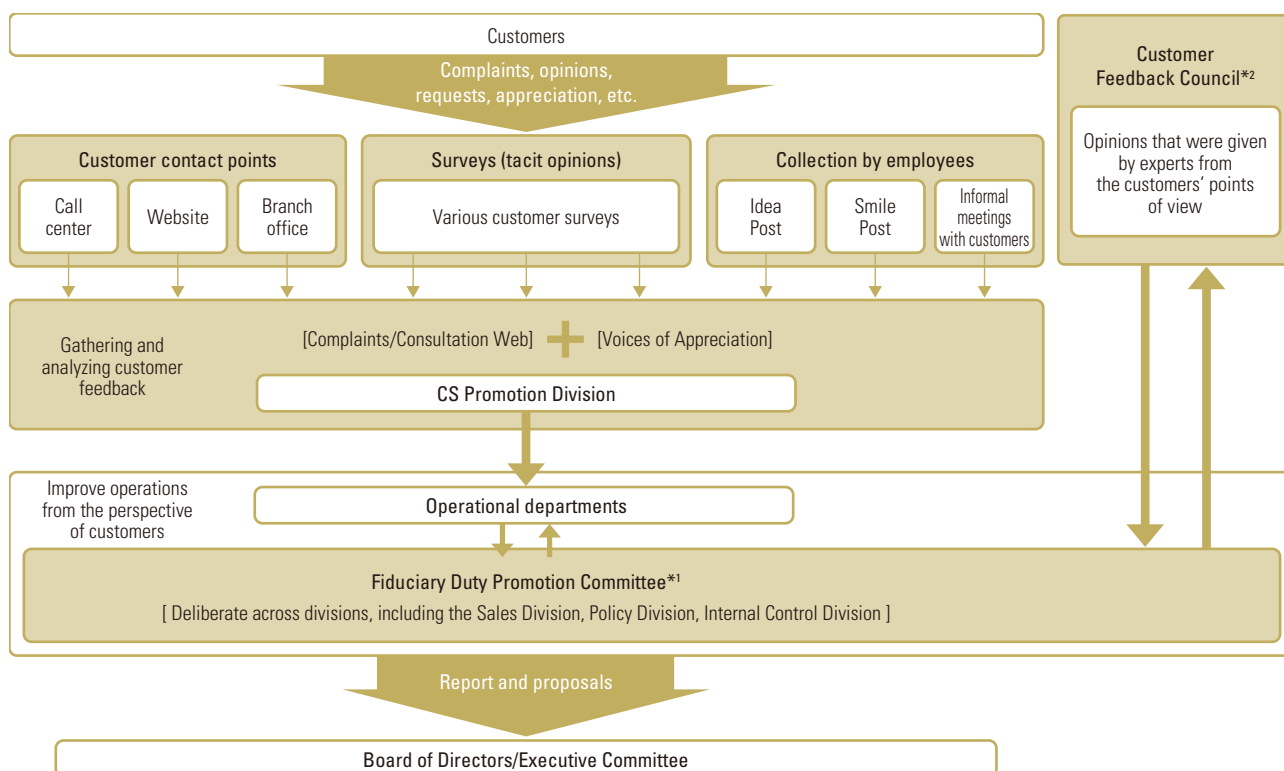 Customers
Complaints, opinions,
requests, appreciation, etc.
Customer
Feedback Council*2
Opinions that were given
by experts from
the customers' points
of view
Customer contact points
Call
center
Website
Branch
office
Surveys (tacit opinions)
Various customer surveys
Collection by employees
Idea
Post
Smile
Post
Informal
meetings
with customers
Gathering and
analyzing customer
feedback
[Complaints/Consultation Web]
[Voices of Appreciation]
CS Promotion Division
Improve operations
from the perspective
of customers
Operational departments
Fiduciary Duty Promotion Committee*1
[ Deliberate across divisions, including the Sales Division, Policy Division, Internal Control Division ]
Report and proposals
Board of Directors/Executive Committee